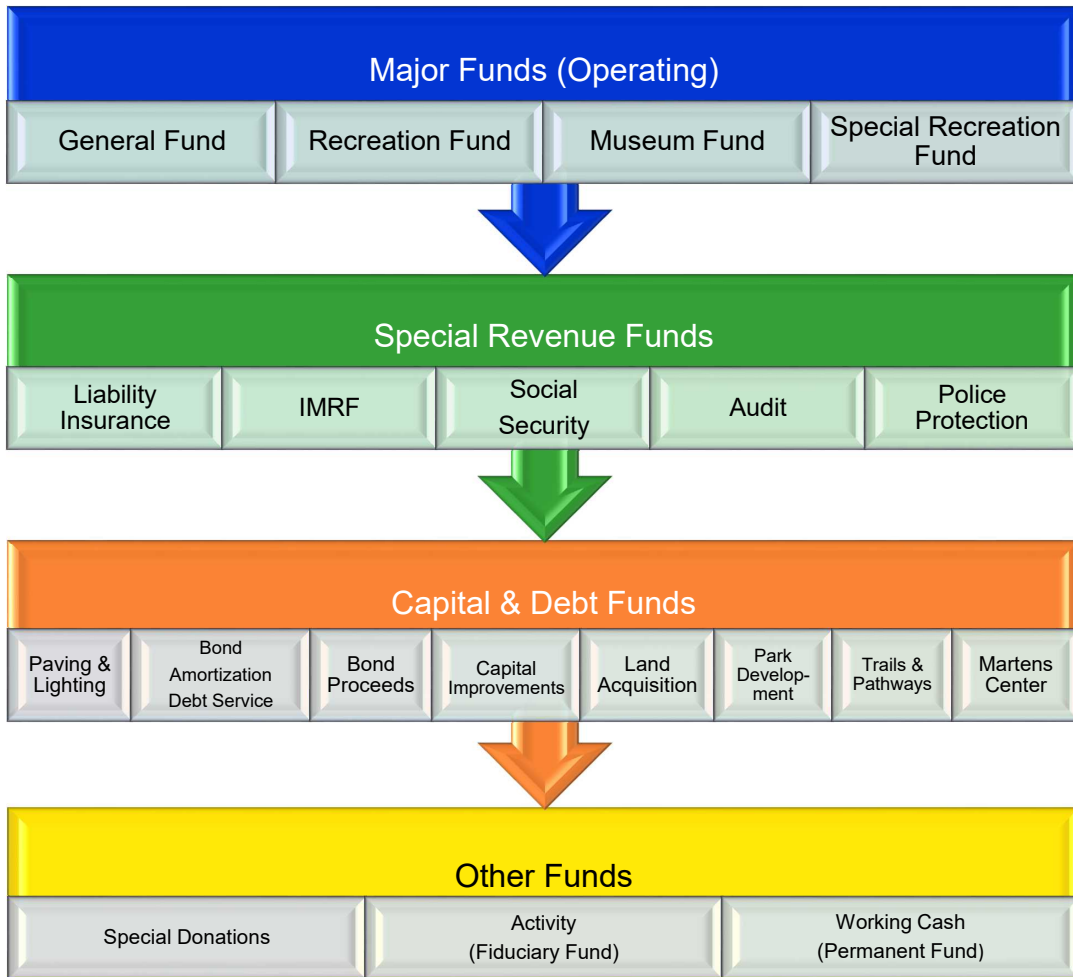 Major Funds (Operating)
General Fund
Recreation Fund
Museum Fund
Special Recreation
Fund
Special Revenue Funds
Liability
Insurance
IMRF
Social
Security
Audit
Police
Protection
Capital & Debt Funds
Paving &
Lighting
Bond
Amortization
Debt Service
Bond
Proceeds
Capital
Improvements
Land
Acquisition
Park
Develop-
ment
Trails &
Pathways
Martens
Center
Other Funds
Special Donations
Activity
(Fiduciary Fund)
Working Cash
(Permanent Fund)